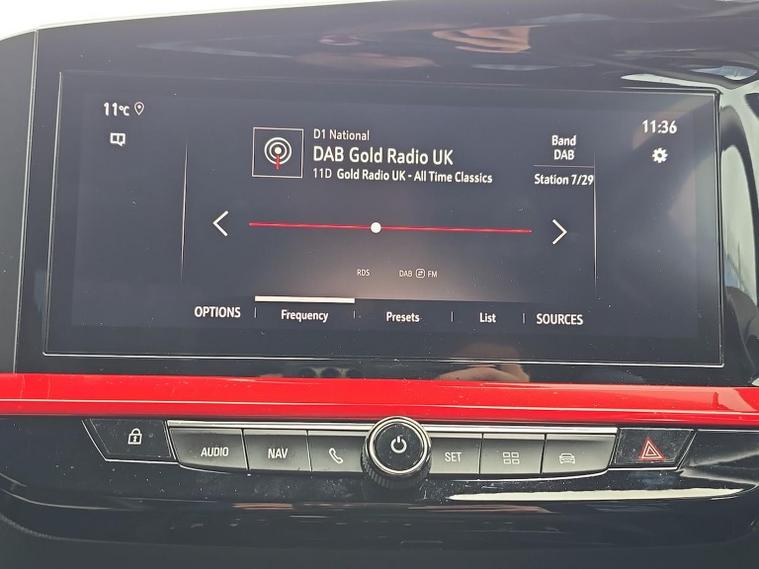 11°C
11:36
D1 National
DAB Gold Radio UK
11D Gold Radio UK - All Time Classics
Band
DAB
Station 7/29
RDS
DAB FM
OPTIONS
Frequency
Presets
List
SOURCES
AUDIO
NAV
SET